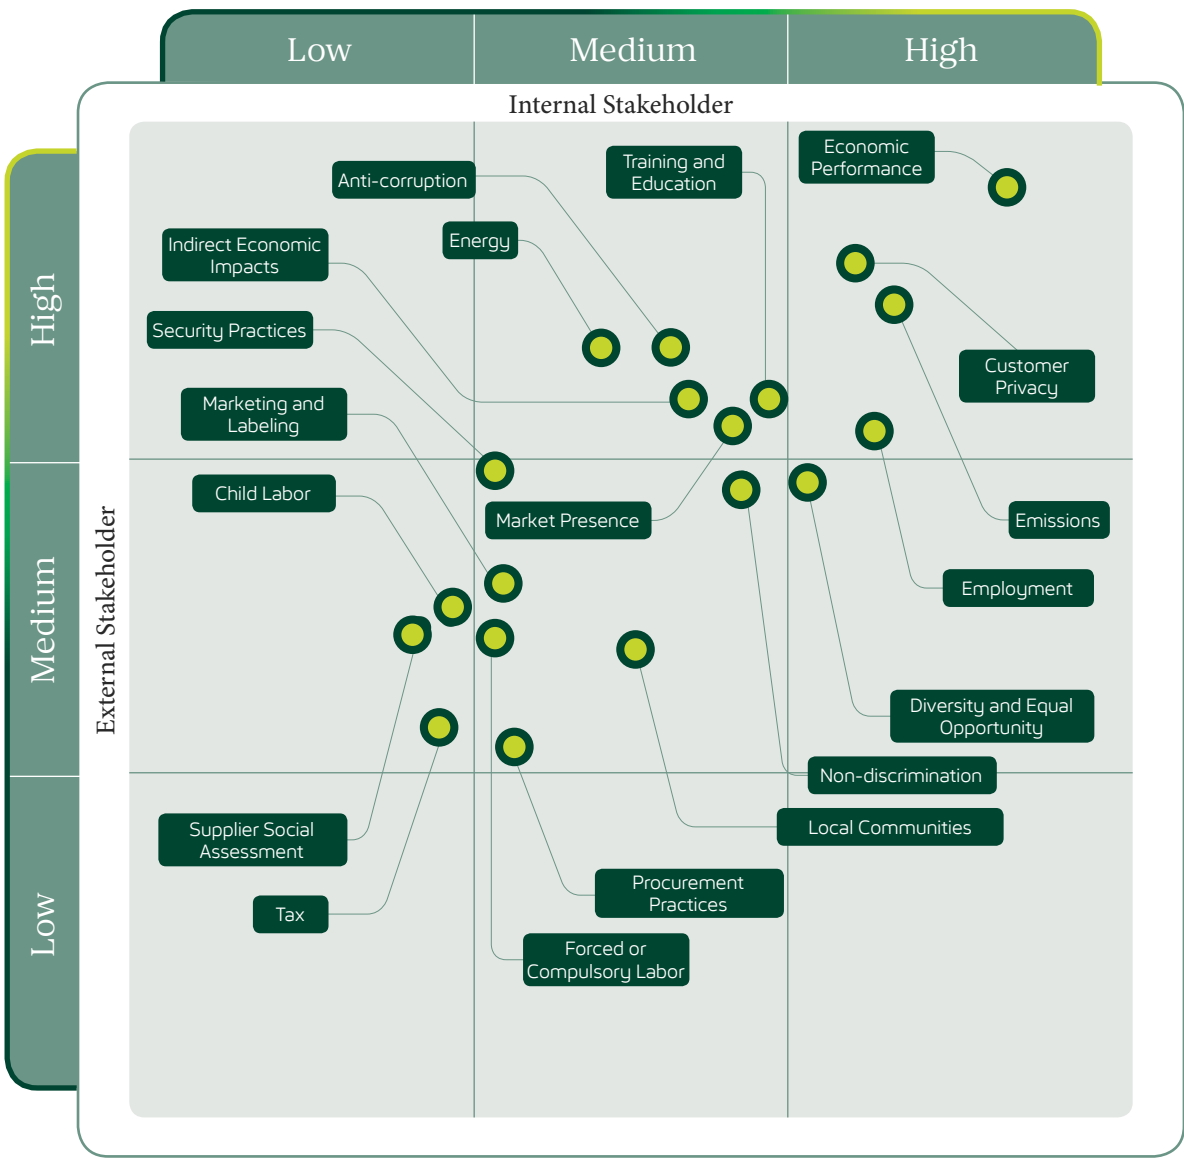 Low
Medium
High
Internal Stakeholder
High
Medium
Low
External Stakeholder
Economic
Performance
Training and
Education
Anti-corruption
Energy
Indirect Economic
Impacts
Security Practices
Customer
Privacy
Marketing and
Labeling
Child Labor
Market Presence
Emissions
Employment
Diversity and Equal
Opportunity
Non-discrimination
Local Communities
Supplier Social
Assessment
Procurement
Practices
Tax
Forced or
Compulsory Labor